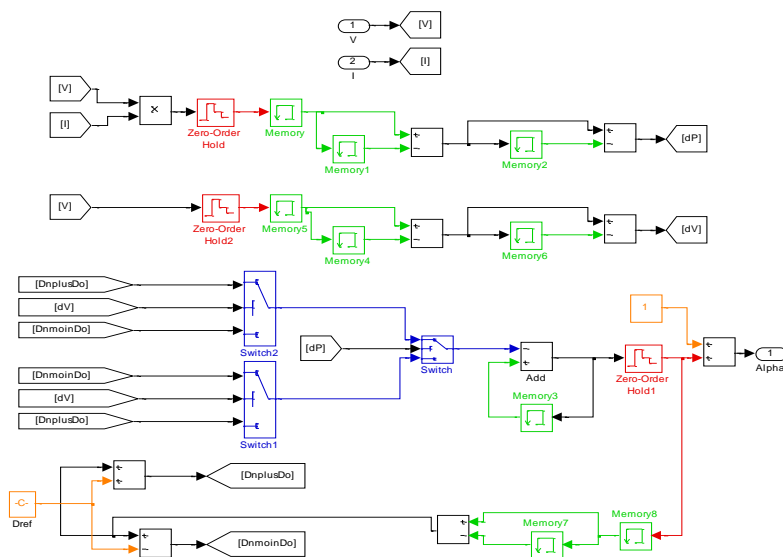 1
V
[V]
2
I
[I]
[V]
[I]
×
Zero-Order
Hold
Memory
Memory1
+
−
Memory2
+
−
[dP]
[V]
Zero-Order
Hold2
Memory5
Memory4
+
−
Memory6
+
−
[dV]
[DnplusDo]
[dV]
[DnmoinDo]
Switch2
[DnmoinDo]
[dV]
[DnplusDo]
Switch1
[dP]
Switch
−
+
Add
Memory3
Zero-Order
Hold1
1
+
+
1
Alpha
-C-
Dref
+
+
[DnplusDo]
+
−
[DnmoinDo]
+
−
Memory7
Memory8